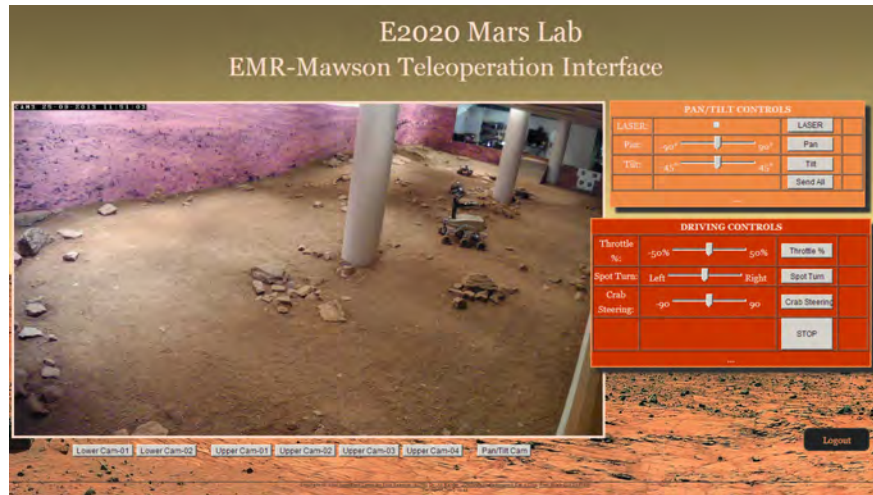 E2020 Mars Lab
EMR-Mawson Teleoperation Interface
PAN/TILT CONTROLS
LASER: LASER
Pan: -90° 90° Pan
Tilt: 45° 45° Tilt
Send All
...
DRIVING CONTROLS
Throttle %: -50% 50% Throttle %
Spot Turn: Left Right Spot Turn
Crab Steering: -90 90 Crab Steering
STOP
...
Lower Cam-01 Lower Cam-02 Upper Cam-01 Upper Cam-02 Upper Cam-03 Upper Cam-04 Pan/Tilt Cam
Logout